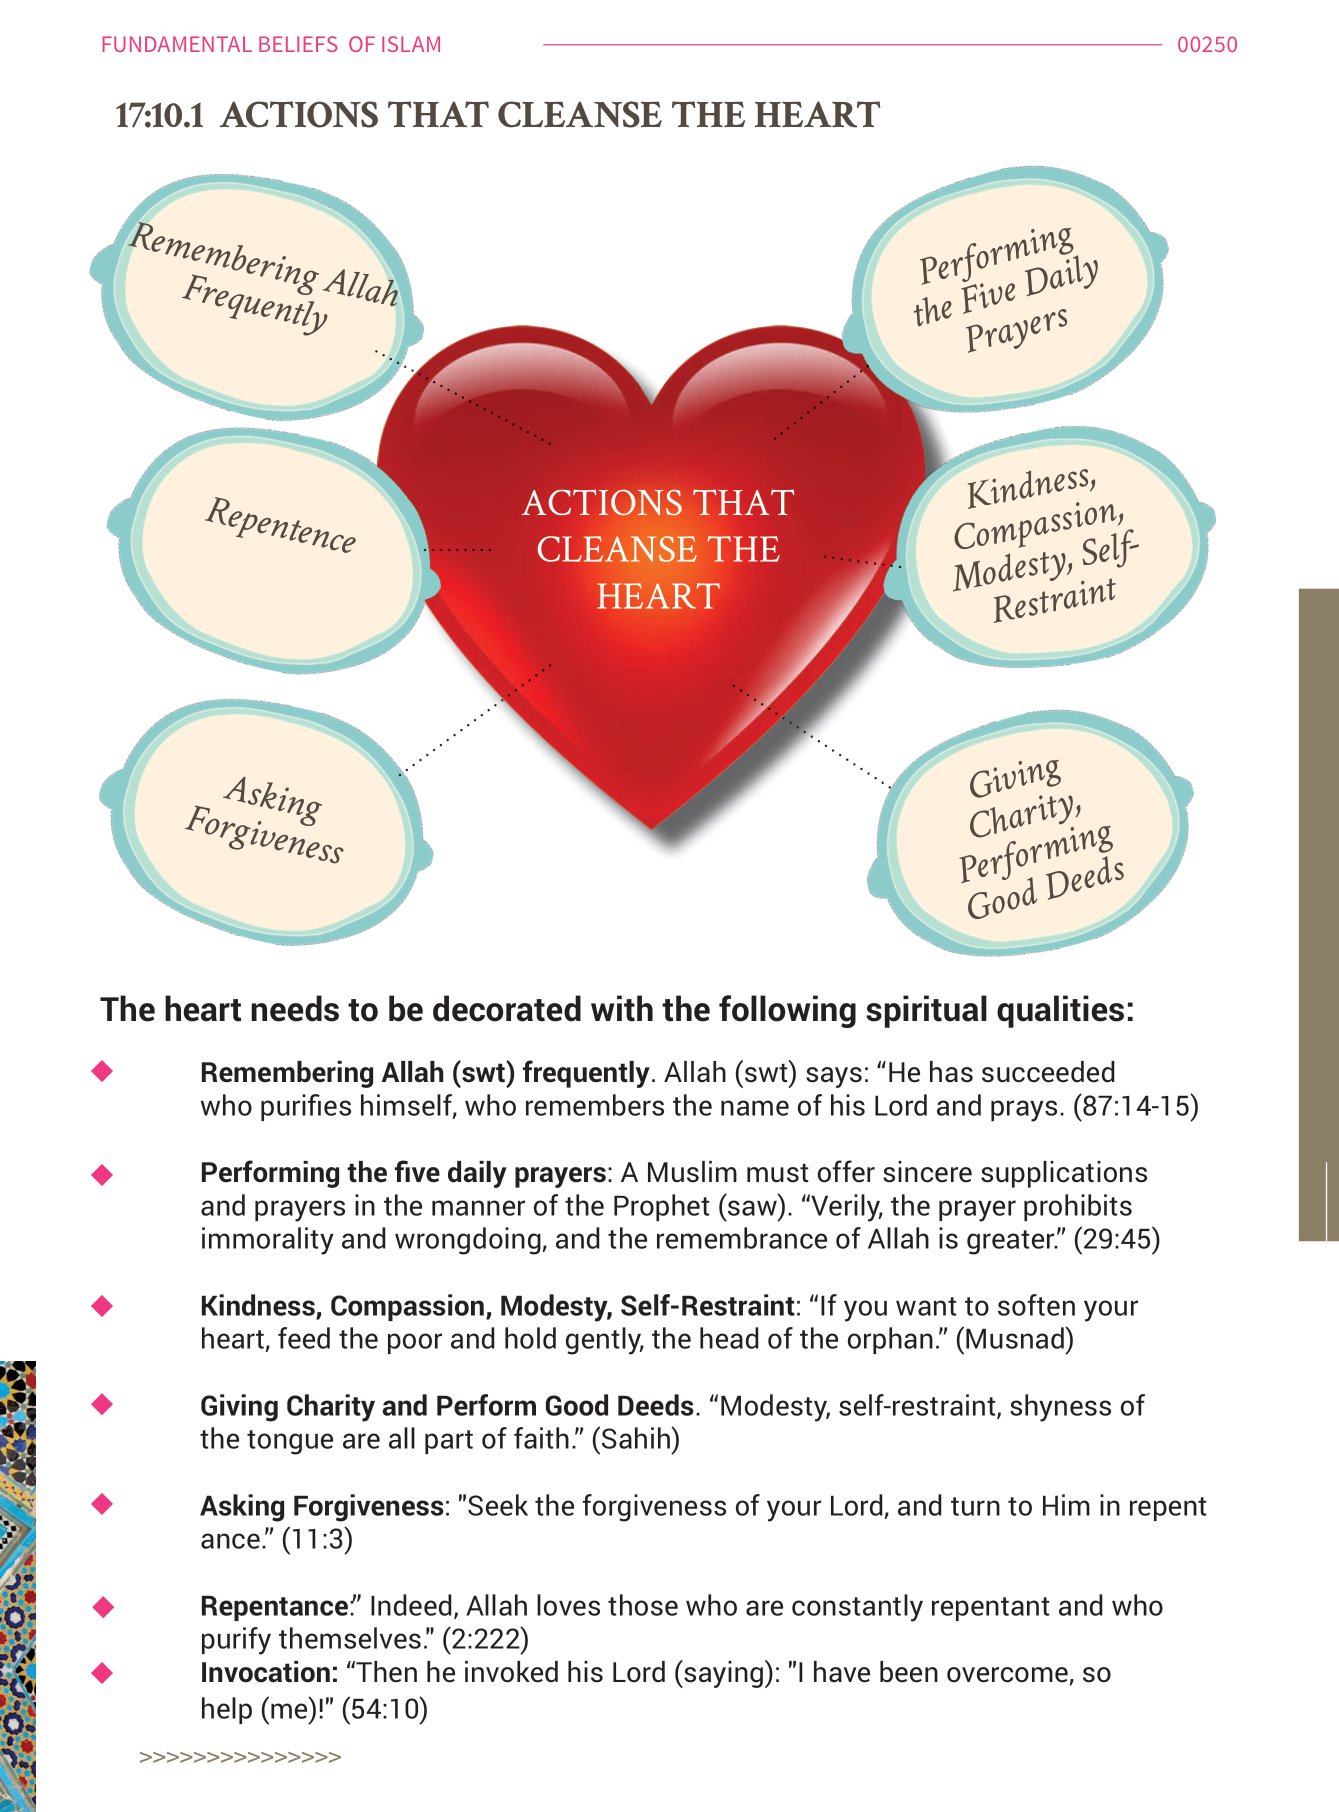 FUNDAMENTAL BELIEFS OF ISLAM
00250
17:10.1 ACTIONS THAT CLEANSE THE HEART
Remembering Allah
Frequently
Performing
the Five Daily
Prayers
Repentence
ACTIONS THAT
CLEANSE THE
HEART
Kindness,
Compassion,
Modesty, Self-
Restraint
Asking
Forgiveness
Giving
Charity,
Performing
Good Deeds
The heart needs to be decorated with the following spiritual qualities:
Remembering Allah (swt) frequently. Allah (swt) says: “He has succeeded
who purifies himself, who remembers the name of his Lord and prays. (87:14-15)
Performing the five daily prayers: A Muslim must offer sincere supplications
and prayers in the manner of the Prophet (saw). “Verily, the prayer prohibits
immorality and wrongdoing, and the remembrance of Allah is greater.” (29:45)
Kindness, Compassion, Modesty, Self-Restraint: “If you want to soften your
heart, feed the poor and hold gently, the head of the orphan.” (Musnad)
Giving Charity and Perform Good Deeds. “Modesty, self-restraint, shyness of
the tongue are all part of faith.” (Sahih)
Asking Forgiveness: "Seek the forgiveness of your Lord, and turn to Him in repent
ance.” (11:3)
Repentance:” Indeed, Allah loves those who are constantly repentant and who
purify themselves." (2:222)
Invocation: “Then he invoked his Lord (saying): "I have been overcome, so
help (me)!" (54:10)
>>>>>>>>>>>>>>>